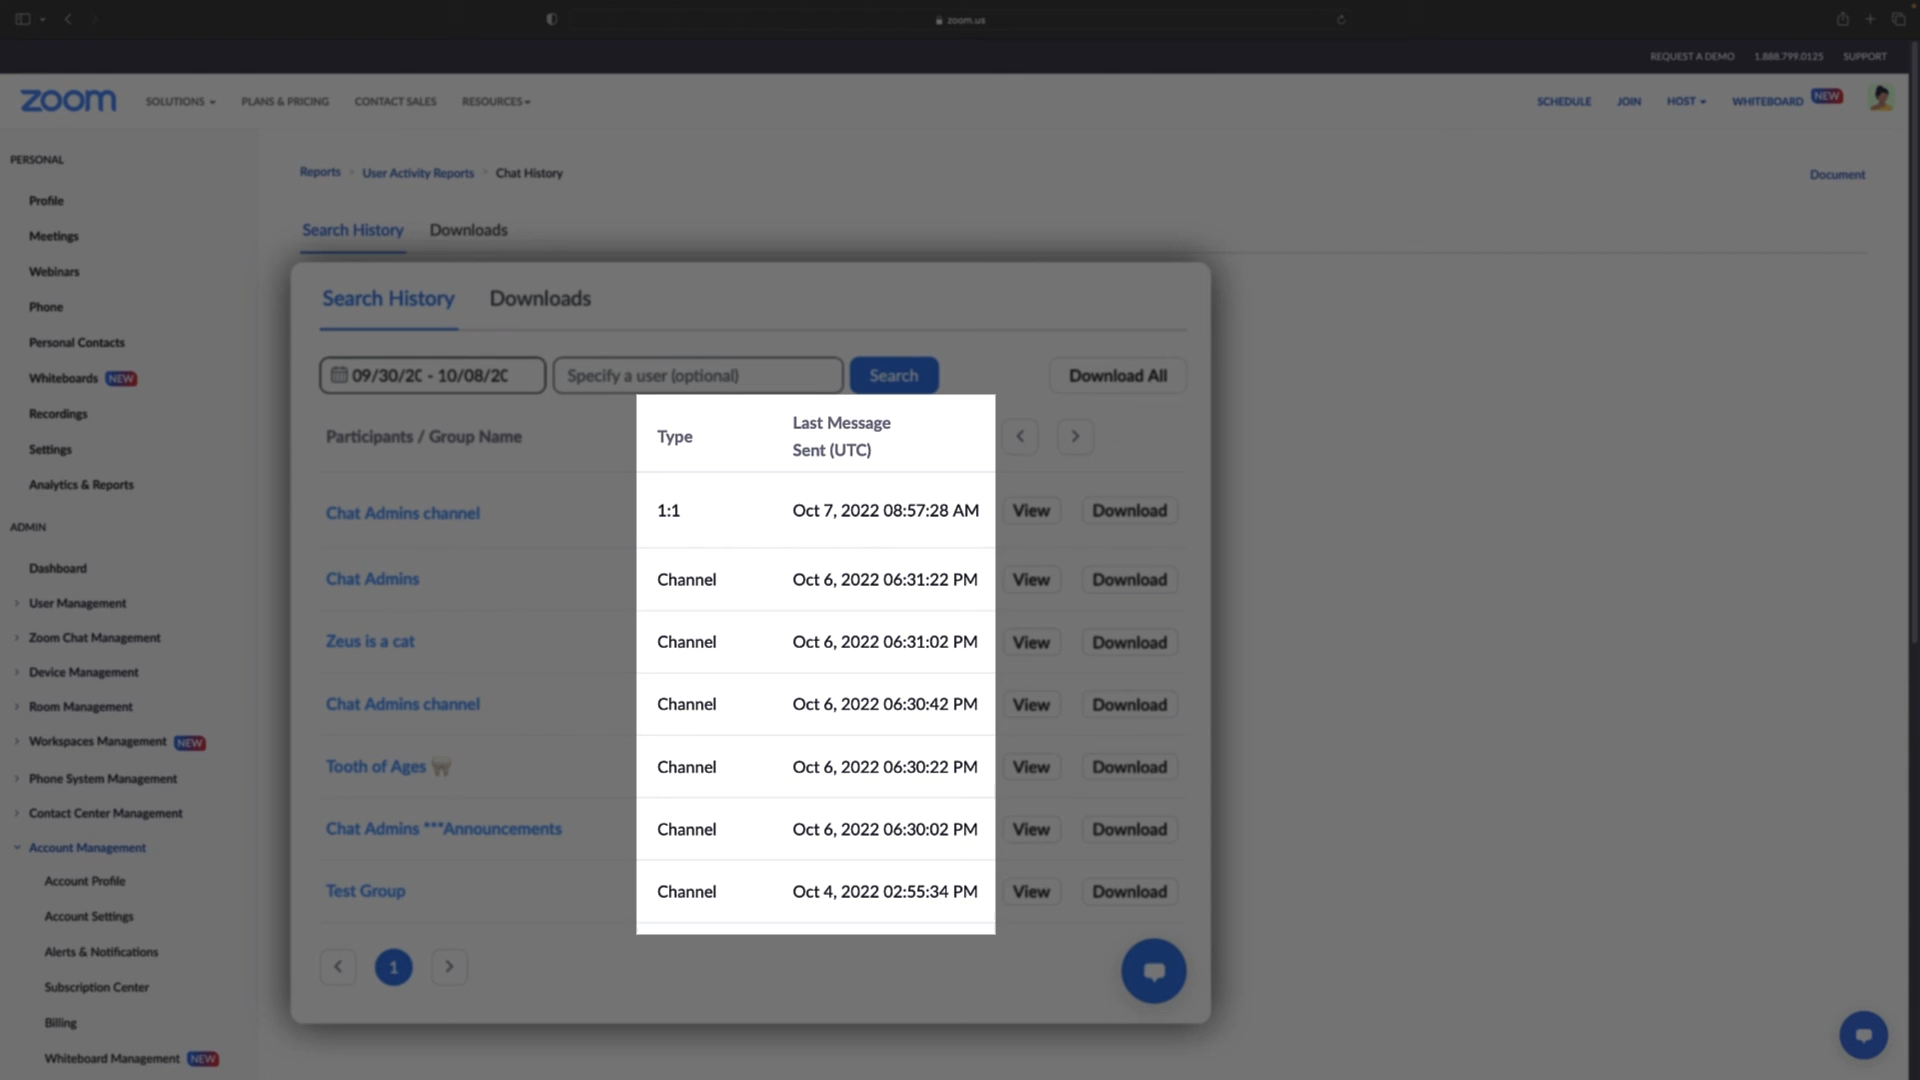 zoom.us
REQUEST A DEMO 1.888.799.0125 SUPPORT
zoom SOLUTIONS PLANS & PRICING CONTACT SALES RESOURCES SCHEDULE JOIN HOST WHITEBOARD NEW
PERSONAL
Profile
Meetings
Webinars
Phone
Personal Contacts
Whiteboards NEW
Recordings
Settings
Analytics & Reports
ADMIN
Dashboard
User Management
Zoom Chat Management
Device Management
Room Management
Workspaces Management NEW
Phone System Management
Contact Center Management
Account Management
Account Profile
Account Settings
Alerts & Notifications
Subscription Center
Billing
Whiteboard Management NEW
Reports User Activity Reports Chat History Document
Search History Downloads
Search History Downloads
09/30/20 - 10/08/20 Specify a user (optional) Search Download All
Participants / Group Name Type Last Message
Sent (UTC)
Chat Admins channel 1:1 Oct 7, 2022 08:57:28 AM View Download
Chat Admins Channel Oct 6, 2022 06:31:22 PM View Download
Zeus is a cat Channel Oct 6, 2022 06:31:02 PM View Download
Chat Admins channel Channel Oct 6, 2022 06:30:42 PM View Download
Tooth of Ages Channel Oct 6, 2022 06:30:22 PM View Download
Chat Admins ***Announcements Channel Oct 6, 2022 06:30:02 PM View Download
Test Group Channel Oct 4, 2022 02:55:34 PM View Download
1